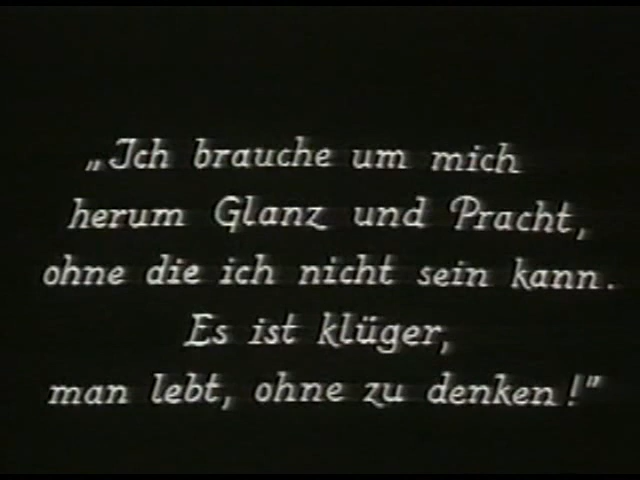 „Ich brauche um mich
herum Glanz und Pracht,
ohne die ich nicht sein kann.
Es ist klüger,
man lebt, ohne zu denken!"